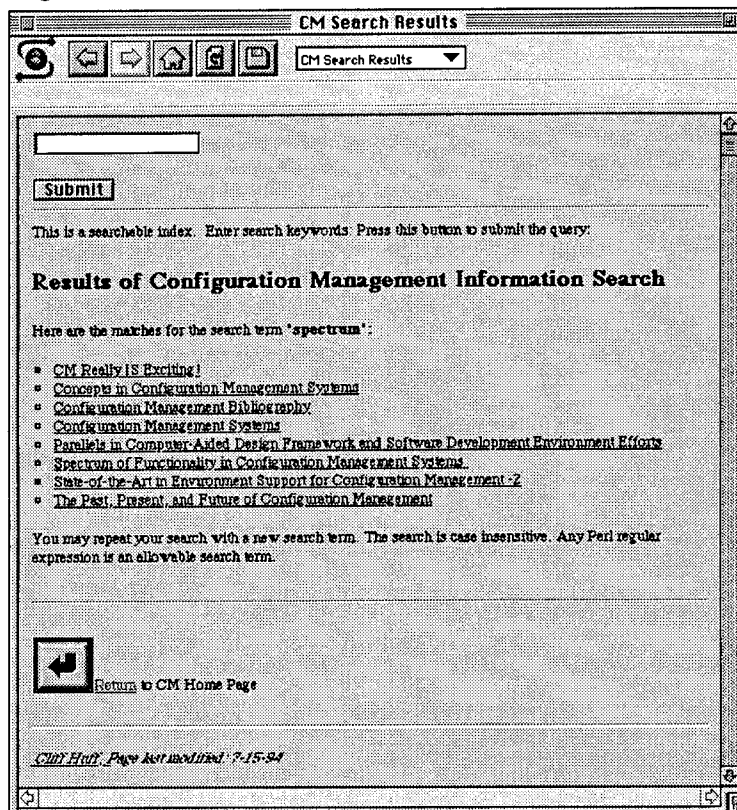 CM Search Results
CM Search Results
Submit
This is a searchable index. Enter search keywords: Press this button to submit the query:
Results of Configuration Management Information Search
Here are the matches for the search term "spectrum":
CM Really IS Exciting!
Concepts in Configuration Management Systems
Configuration Management Bibliography
Configuration Management Systems
Parallels in Computer-Aided Design Framework and Software Development Environment Efforts
Spectrum of Functionality in Configuration Management Systems
State-of-the-Art in Environment Support for Configuration Management -2
The Past, Present, and Future of Configuration Management
You may repeat your search with a new search term. The search is case insensitive. Any Perl regular
expression is an allowable search term.
Return to CM Home Page
Cliff Huff, Page last modified: 7-15-94